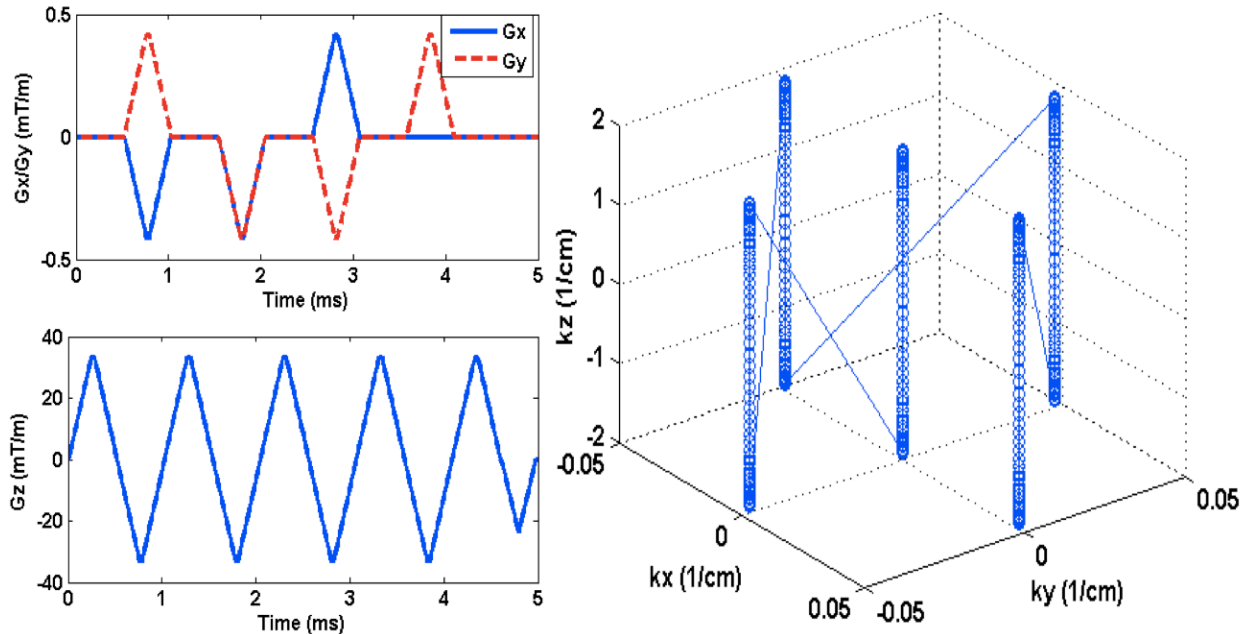 0.5
Gx
Gy
Gx/Gy (mT/m)
0
-0.5
0 1 2 3 4 5
Time (ms)
40
20
0
-20
-40
Gz (mT/m)
0 1 2 3 4 5
Time (ms)
2
1
0
-1
-2
kz (1/cm)
-0.05
0
0.05
kx (1/cm)
-0.05
0
0.05
ky (1/cm)